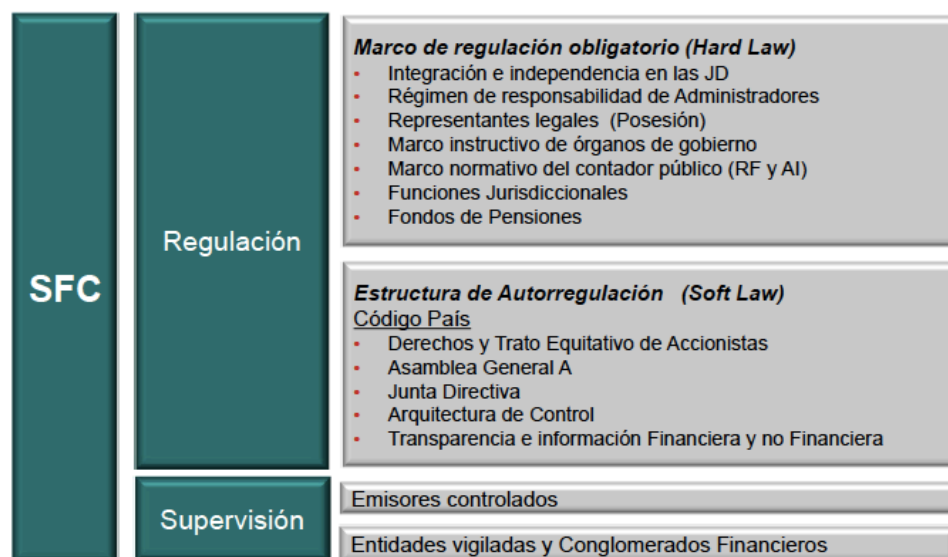 SFC
Regulación
Marco de regulación obligatorio (Hard Law)
• Integración e independencia en las JD
• Régimen de responsabilidad de Administradores
• Representantes legales (Posesión)
• Marco instructivo de órganos de gobierno
• Marco normativo del contador público (RF y AI)
• Funciones Jurisdiccionales
• Fondos de Pensiones
Estructura de Autorregulación (Soft Law)
Código País
• Derechos y Trato Equitativo de Accionistas
• Asamblea General A
• Junta Directiva
• Arquitectura de Control
• Transparencia e información Financiera y no Financiera
Supervisión
Emisores controlados
Entidades vigiladas y Conglomerados Financieros